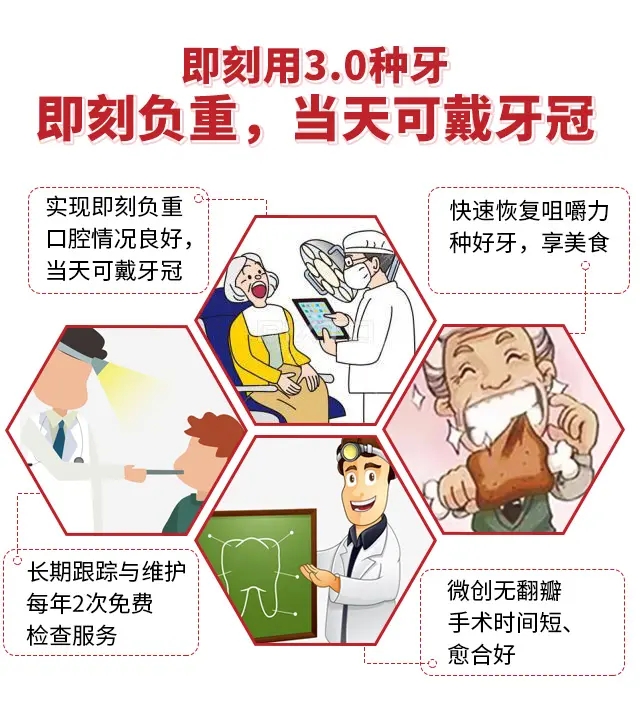 即刻用3.0种牙
即刻负重，当天可戴牙冠
实现即刻负重
口腔情况良好，
当天可戴牙冠
快速恢复咀嚼力
种好牙，享美食
长期跟踪与维护
每年2次免费
检查服务
微创无翻瓣
手术时间短、
愈合好